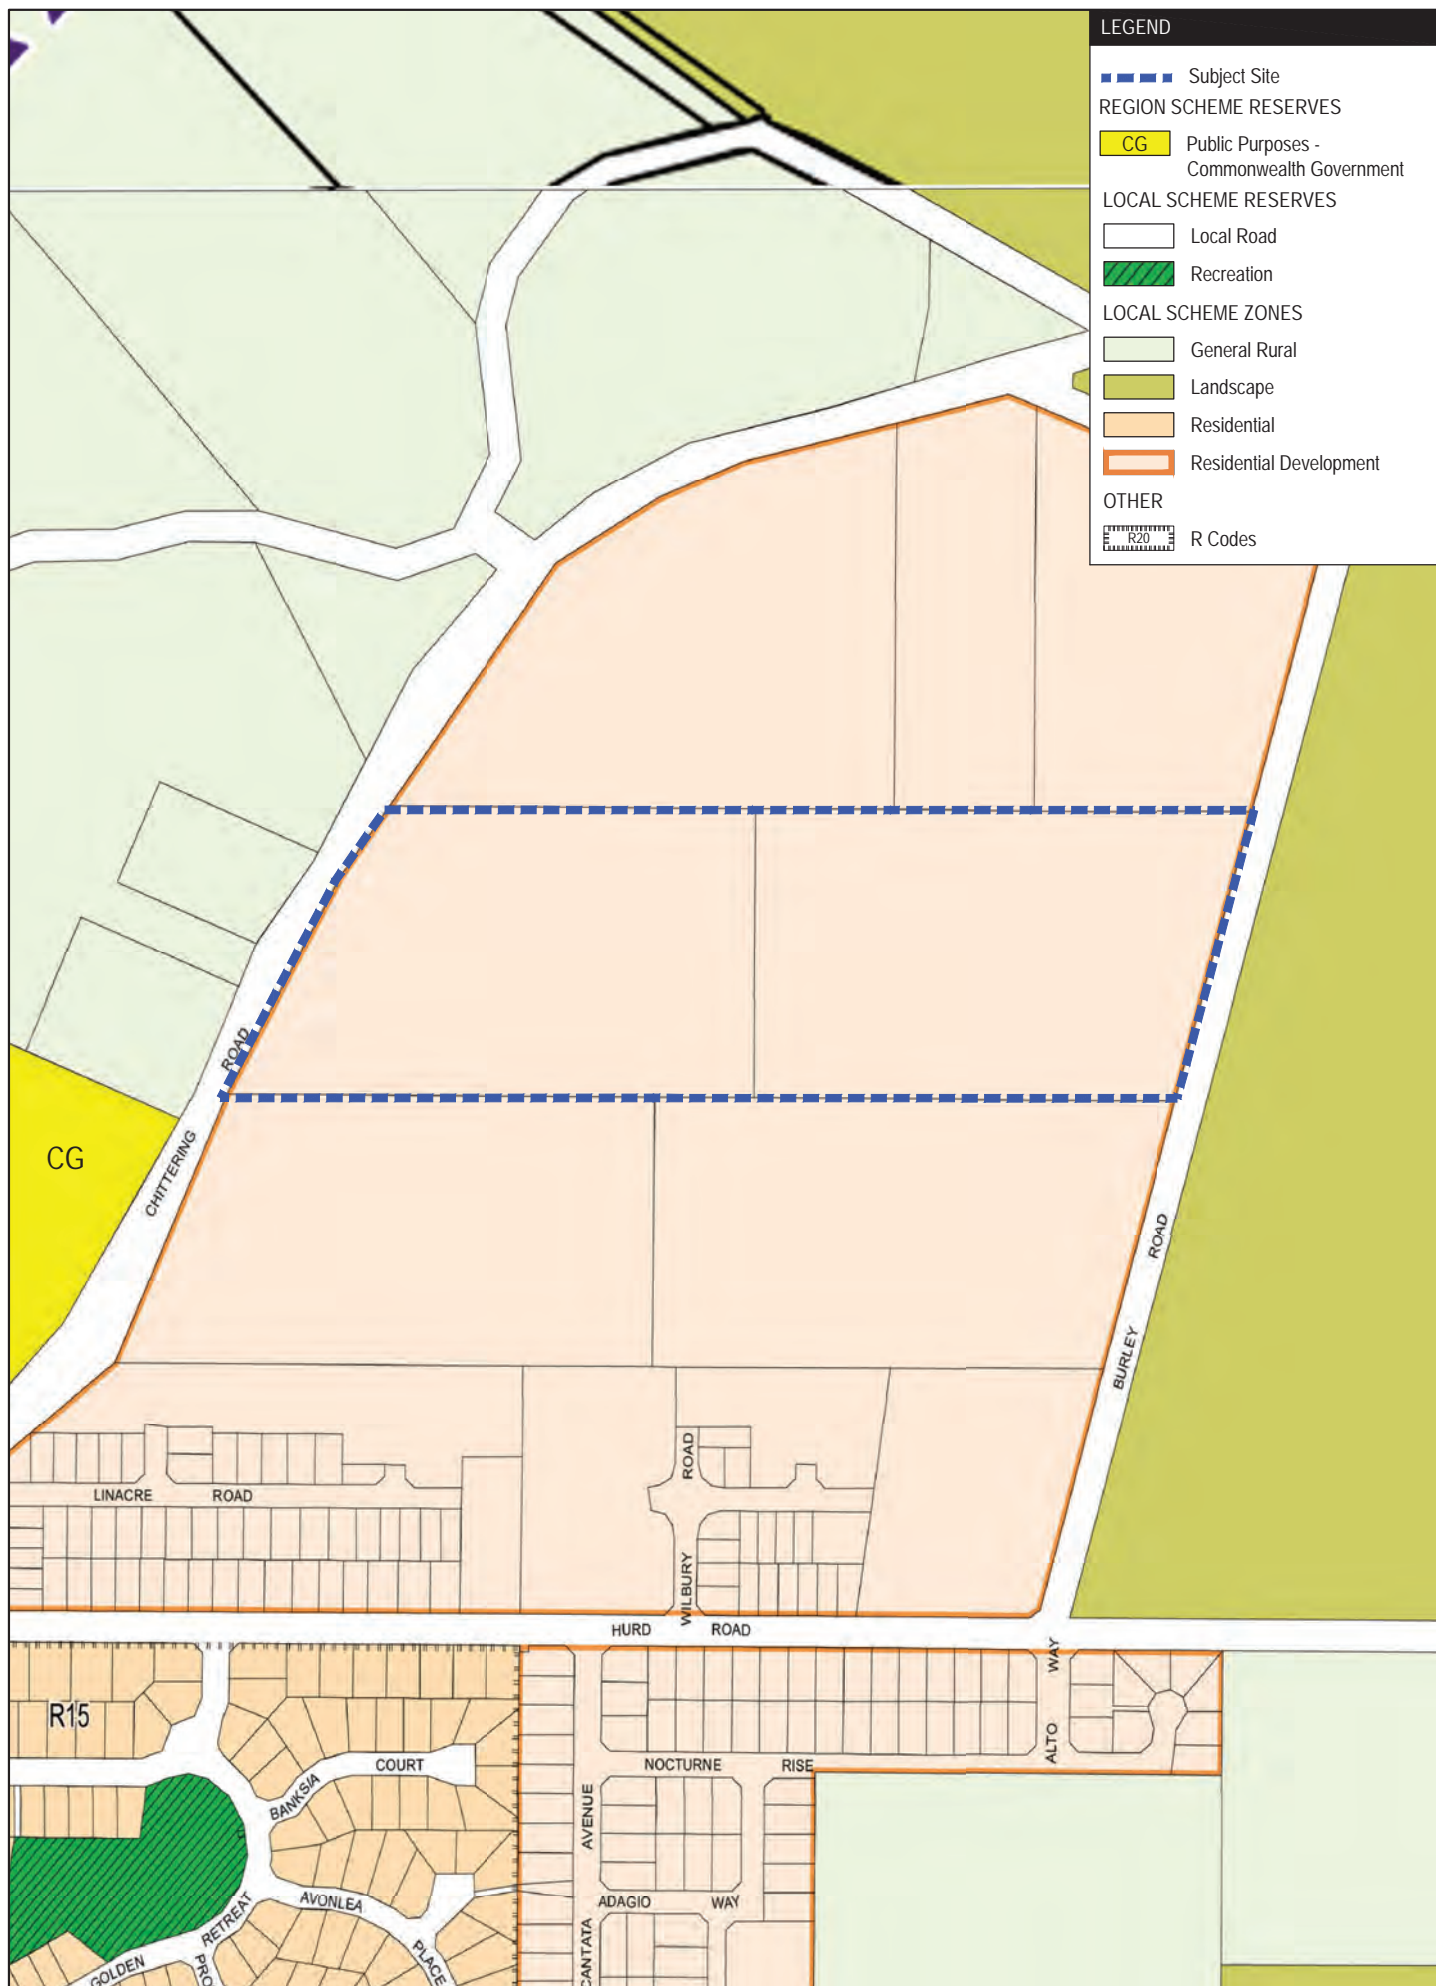 LEGEND
Subject Site
REGION SCHEME RESERVES
CG
Public Purposes -
Commonwealth Government
LOCAL SCHEME RESERVES
Local Road
Recreation
LOCAL SCHEME ZONES
General Rural
Landscape
Residential
Residential Development
OTHER
R20
R Codes
ROAD
CHITTERING
CG
ROAD
BURLEY
ROAD
LINACRE ROAD
WILBURY
HURD ROAD
WAY
ALTO
R15
COURT
BANKSIA
NOCTURNE RISE
AVENUE
CANTATA
ADAGIO WAY
AVONLEA
PLACE
RETREAT
GOLDEN
PRO